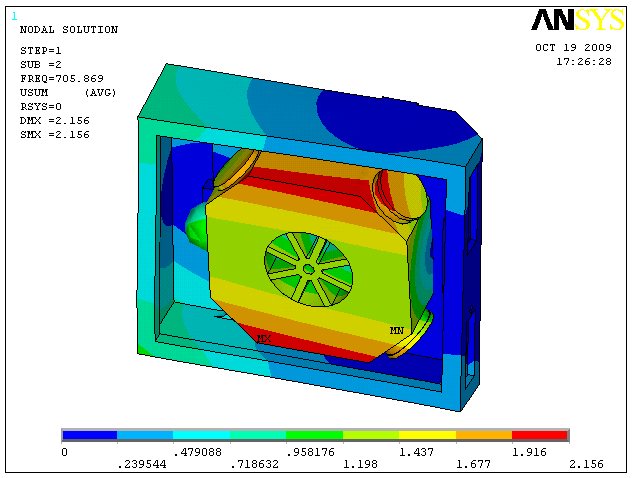 1
NODAL SOLUTION
ANSYS
STEP=1
SUB =2
FREQ=705.869
USUM (AVG)
RSYS=0
DMX =2.156
SMX =2.156
OCT 19 2009
17:26:28
MN
MX
0 .479088 .958176 1.437 1.916
.239544 .718632 1.198 1.677 2.156